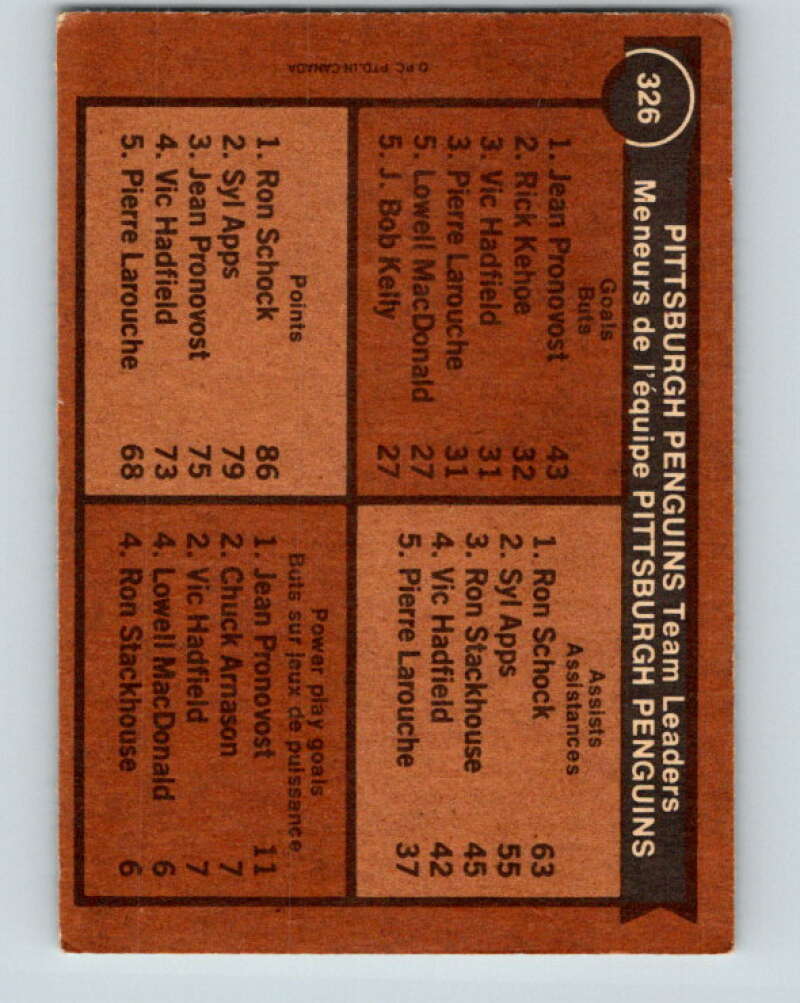 326
PITTSBURGH PENGUINS Team Leaders
Meneurs de l'équipe PITTSBURGH PENGUINS
Goals
Buts
1. Jean Pronovost 43
2. Rick Kehoe 32
3. Vic Hadfield 31
3. Pierre Larouche 31
5. Lowell MacDonald 27
5. J. Bob Kelly 27
Assists
Assistances
1. Ron Schock 63
2. Syl Apps 55
3. Ron Stackhouse 45
4. Vic Hadfield 42
5. Pierre Larouche 37
Points
1. Ron Schock 86
2. Syl Apps 79
3. Jean Pronovost 75
4. Vic Hadfield 73
5. Pierre Larouche 68
Power play goals
Buts sur jeux de puissance
1. Jean Pronovost 11
2. Chuck Arnason 7
2. Vic Hadfield 7
4. Lowell MacDonald 6
4. Ron Stackhouse 6
O.P.C. PTD. IN CANADA